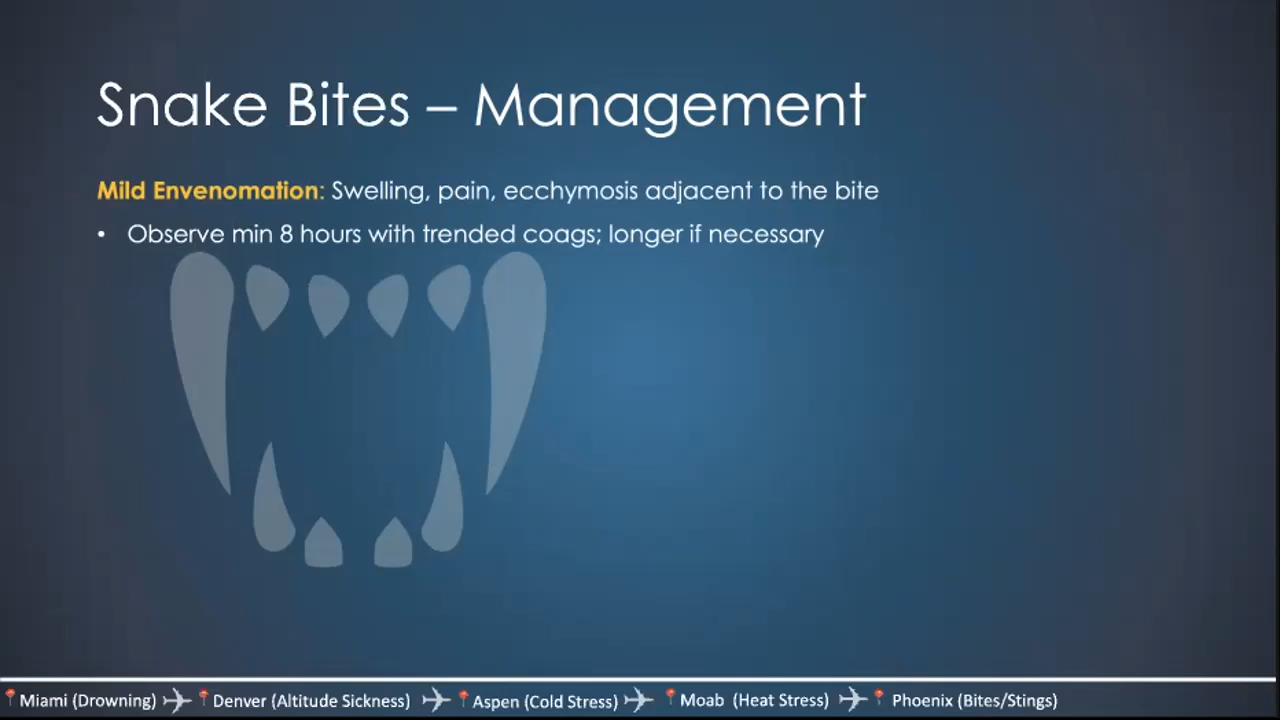 Snake Bites – Management
Mild Envenomation: Swelling, pain, ecchymosis adjacent to the bite
• Observe min 8 hours with trended coags; longer if necessary
Miami (Drowning) Denver (Altitude Sickness) Aspen (Cold Stress) Moab (Heat Stress) Phoenix (Bites/Stings)